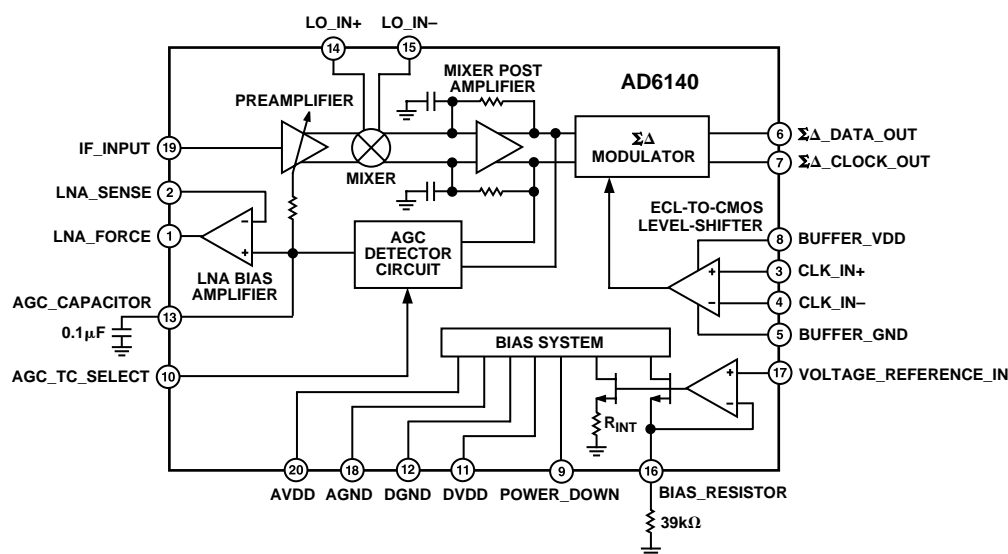 LO_IN+ LO_IN–
14 15
MIXER POST
AMPLIFIER
AD6140
PREAMPLIFIER
IF_INPUT 19
MIXER
ΣΔ
MODULATOR
6 ΣΔ_DATA_OUT
7 ΣΔ_CLOCK_OUT
LNA_SENSE
2
–
LNA_FORCE 1
+
LNA BIAS
AMPLIFIER
AGC
DETECTOR
CIRCUIT
ECL-TO-CMOS
LEVEL-SHIFTER
8 BUFFER_VDD
+
3 CLK_IN+
–
4 CLK_IN–
5 BUFFER_GND
AGC_CAPACITOR
13
0.1μF
AGC_TC_SELECT 10
BIAS SYSTEM
+
17 VOLTAGE_REFERENCE_IN
–
RINT
20 18 12 11 9 16
AVDD AGND DGND DVDD POWER_DOWN BIAS_RESISTOR
39kΩ